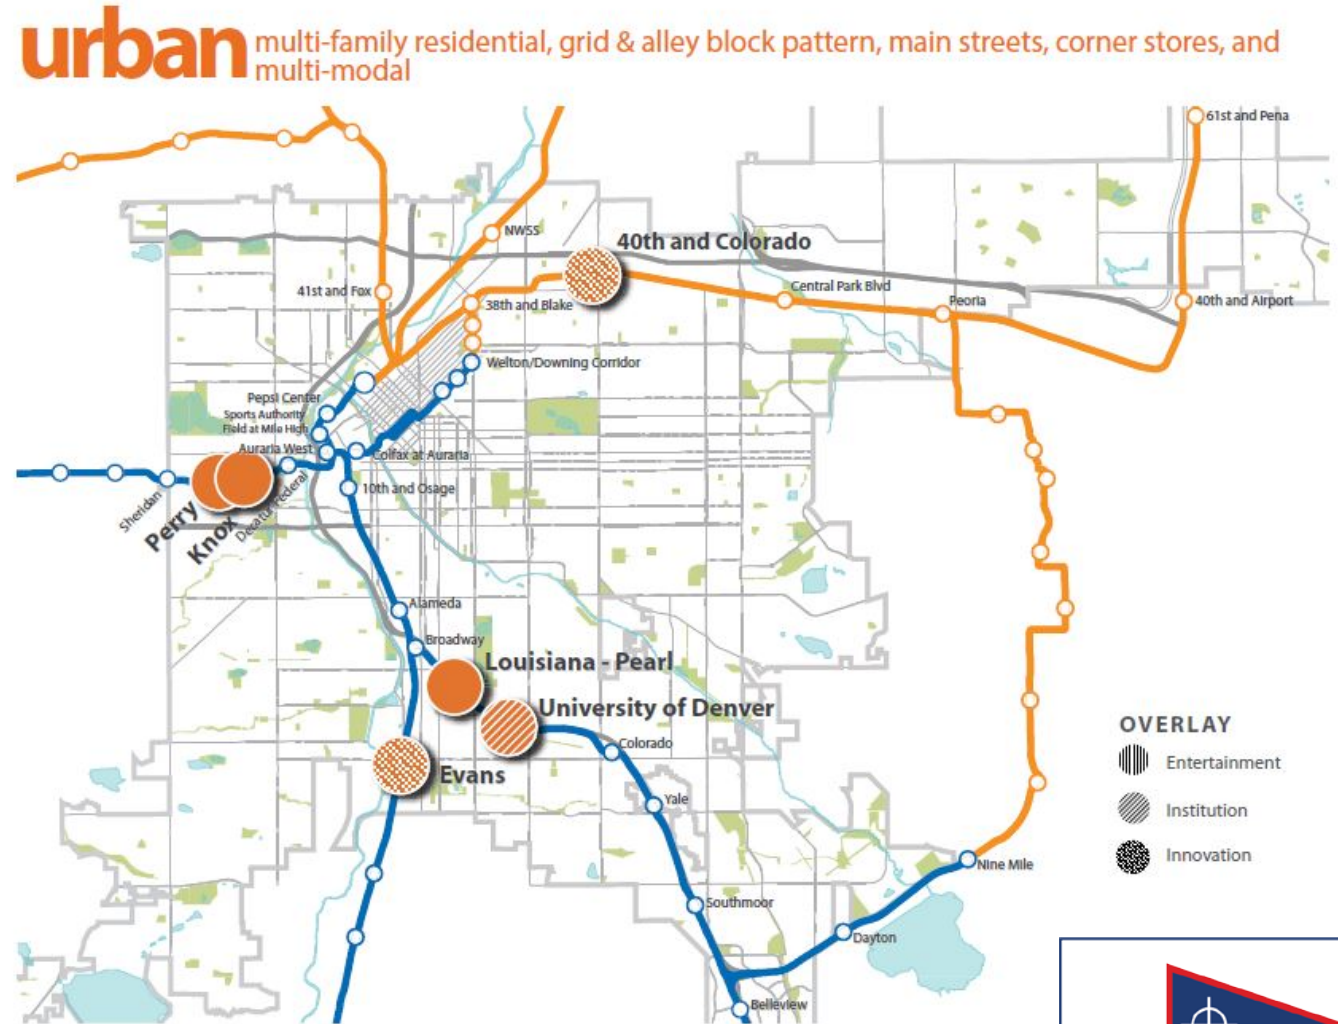 urban multi-family residential, grid & alley block pattern, main streets, corner stores, and
multi-modal
61st and Pena
NWSS
40th and Colorado
41st and Fox
38th and Blake
Central Park Blvd
Peoria
40th and Airport
Welton/Downing Corridor
Pepsi Center
Sports Authority
Field at Mile High
Auraria West
Colfax at Auraria
10th and Osage
Sheridan
Perry
Knox
Decatur Federal
Alameda
Broadway
Louisiana - Pearl
University of Denver
Colorado
Evans
Yale
Nine Mile
Southmoor
Dayton
Belleview
OVERLAY
Entertainment
Institution
Innovation